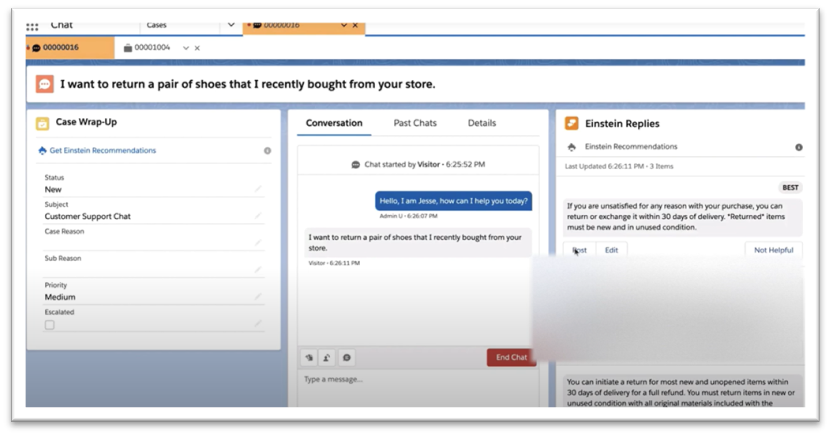 Chat
Cases
00000016
00000016
00001004
I want to return a pair of shoes that I recently bought from your store.
Case Wrap-Up
Get Einstein Recommendations
Status
New
Subject
Customer Support Chat
Case Reason
Sub Reason
Priority
Medium
Escalated
Conversation
Past Chats
Details
Chat started by Visitor • 6:25:52 PM
Hello, I am Jesse, how can I help you today?
Admin U • 6:26:07 PM
I want to return a pair of shoes that I recently bought from your
store.
Visitor • 6:26:11 PM
End Chat
Type a message...
Einstein Replies
Einstein Recommendations
Last Updated 6:26:11 PM • 3 Items
BEST
If you are unsatisfied for any reason with your purchase, you can
return or exchange it within 30 days of delivery. *Returned* items
must be new and in unused condition.
Post
Edit
Not Helpful
You can initiate a return for most new and unopened items within
30 days of delivery for a full refund. You must return items in new or
unused condition with all original materials included with the